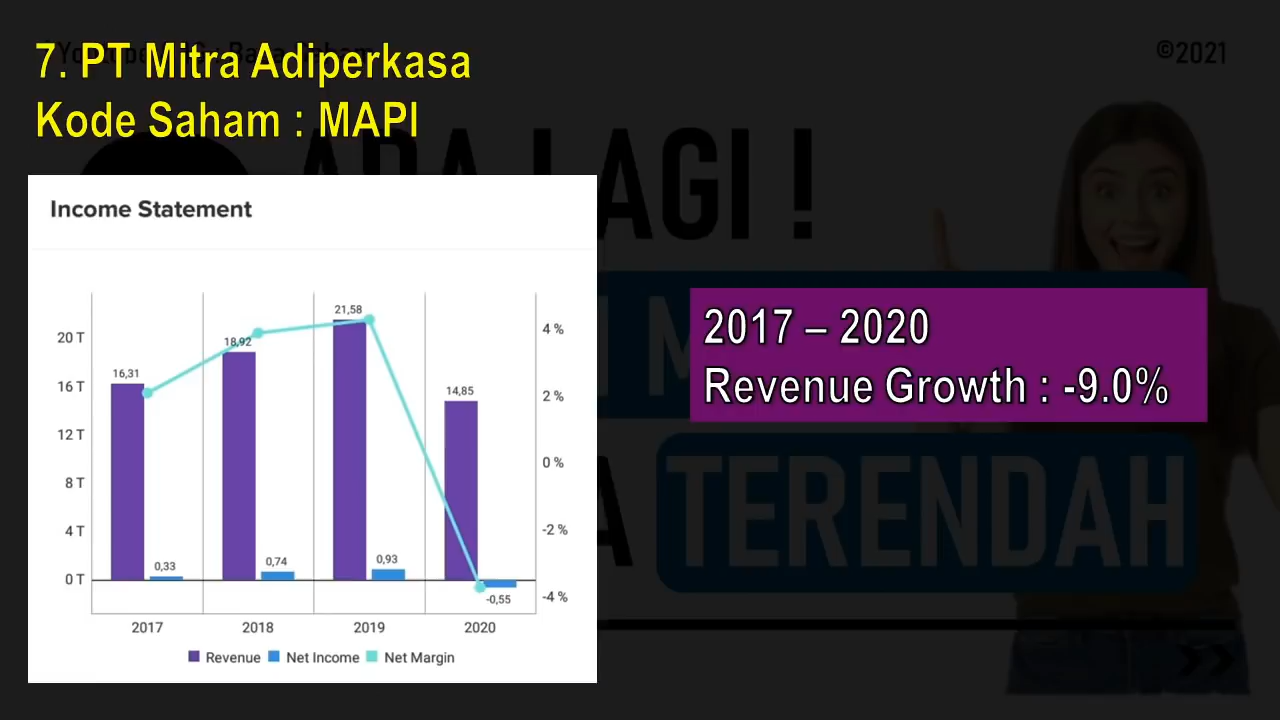 7. PT Mitra Adiperkasa
©2021
Kode Saham : MAPI
ADA LAGI !
Income Statement
21,58
18,92
16,31
14,85
0,33
0,74
0,93
-0,55
20 T
16 T
12 T
8 T
4 T
0 T
4 %
2 %
0 %
-2 %
-4 %
2017
2018
2019
2020
Revenue
Net Income
Net Margin
2017 – 2020
Revenue Growth : -9.0%
TERENDAH